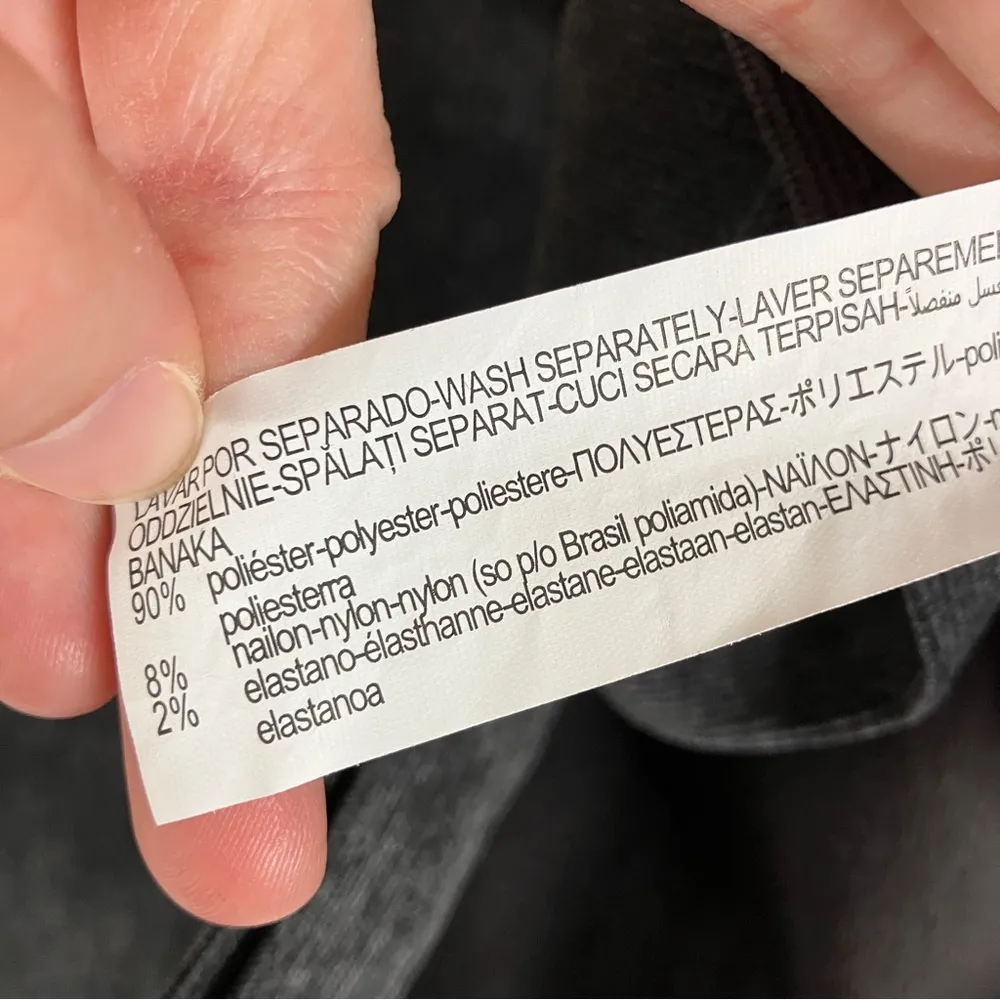 LAVAR POR SEPARADO-WASH SEPARATELY-LAVER
ODDZIELNIE-SPĂLAȚI SEPARAT-CUCI SECARA TERPISAH-يغسل منفصلاً
BANAKA
90% poliéster-polyester-poliestere-ΠΟΛΥΕΣΤΕΡΑΣ-ポリエステル-poli
poliesterra
8% nailon-nylon-nylon (so p/o Brasil poliamida)-ΝΑΪΛΟΝ-ナイロン-
2% elastano-élasthanne-elastane-elastaan-elastan-ΕΛΑΣΤΙΝΗ-ポリ
elastanoa